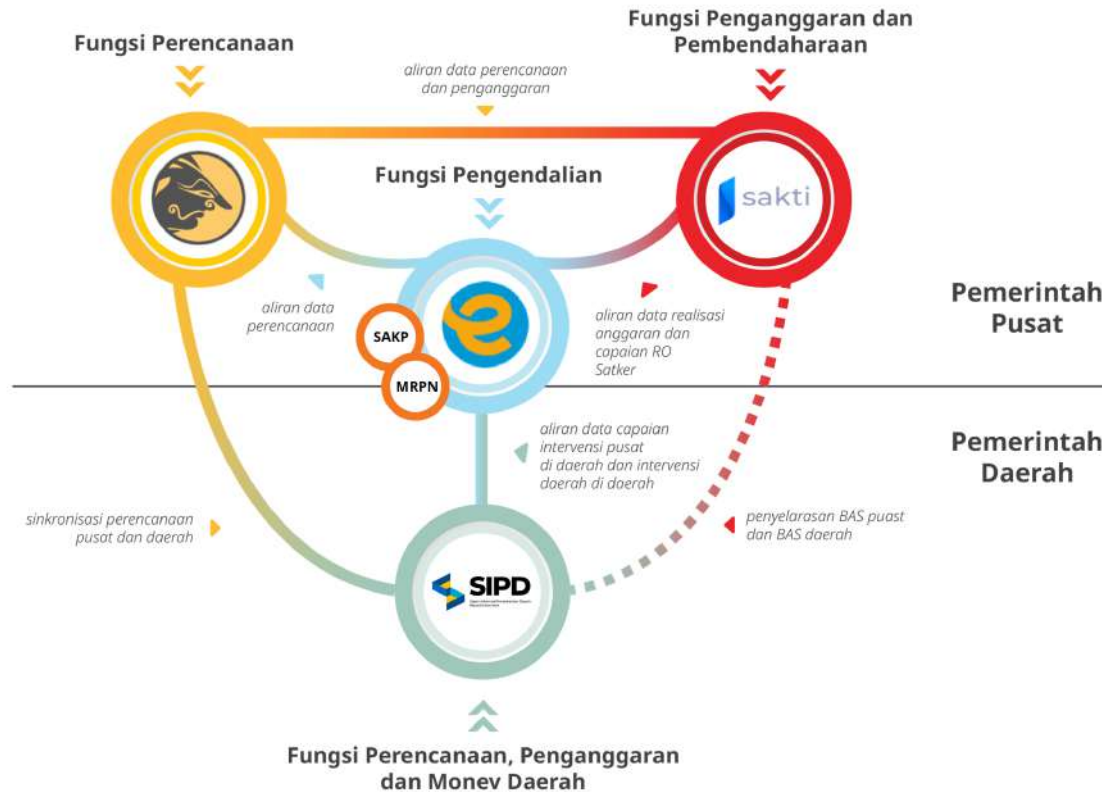 Fungsi Perencanaan
Fungsi Penganggaran dan
Pembendaharaan
aliran data perencanaan
dan penganggaran
Fungsi Pengendalian
sakti
aliran data
perencanaan
aliran data realisasi
anggaran dan
capaian RO
Satker
Pemerintah
Pusat
SAKP
MRPN
aliran data capaian
intervensi pusat
di daerah dan intervensi
daerah di daerah
Pemerintah
Daerah
sinkronisasi perencanaan
pusat dan daerah
penyelarasan BAS puast
dan BAS daerah
SIPD
Fungsi Perencanaan, Penganggaran
dan Monev Daerah